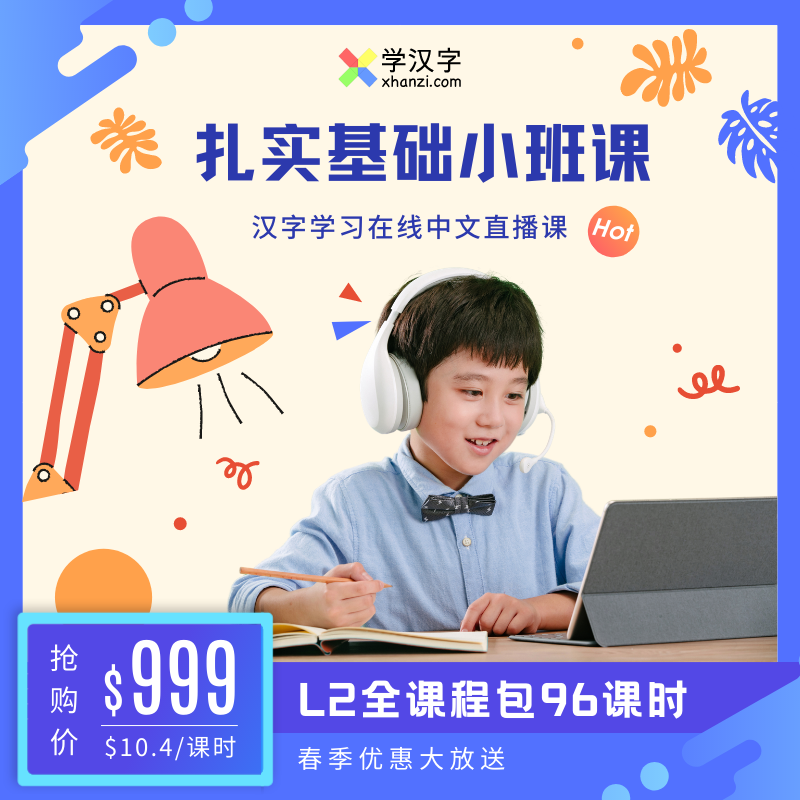 学汉字
xhanzi.com
扎实基础小班课
汉字学习在线中文直播课
Hot
抢购价
$999
$10.4/课时
L2全课程包96课时
春季优惠大放送